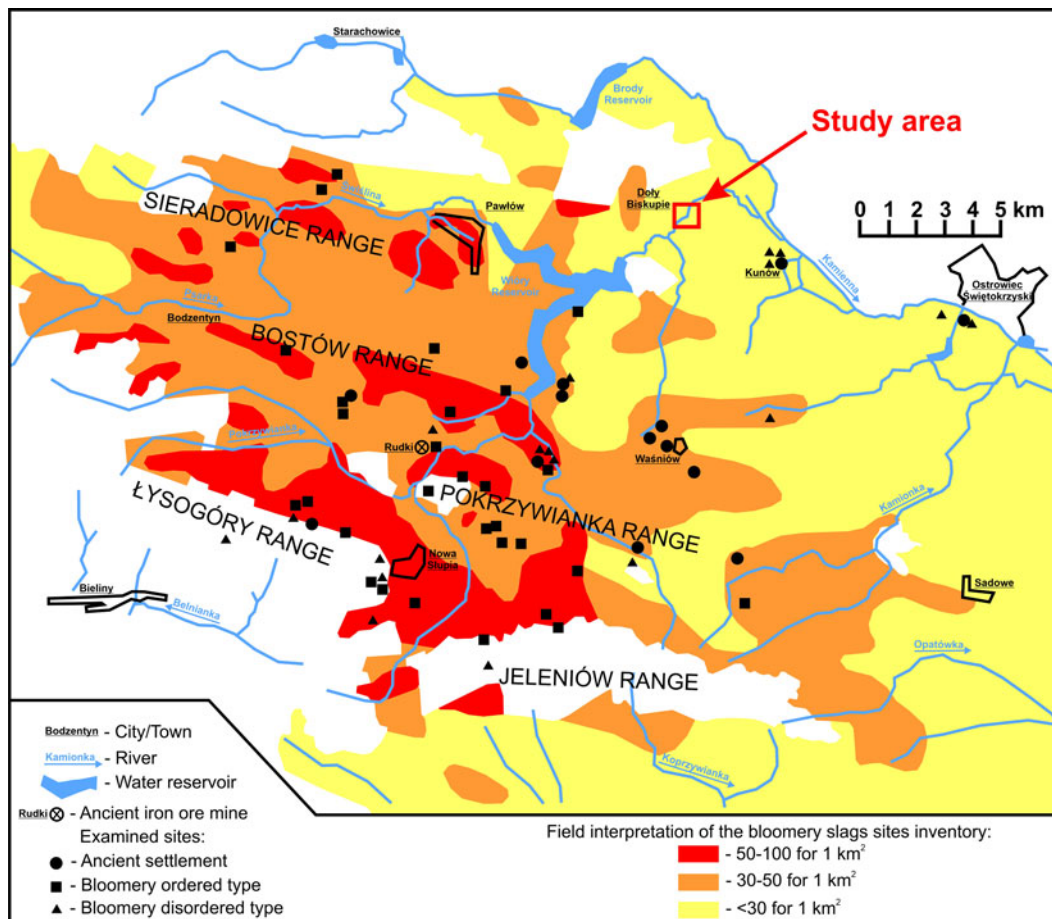 Starachowice
Brody
Reservoir
Study area
Doły
Biskupie
0 1 2 3 4 5 km
Świślina
Pawłów
SIERADOWICE RANGE
Wióry
Reservoir
Kunów
Kamienna
Ostrowiec
Świętokrzyski
Psarka
Bodzentyn
BOSTÓW RANGE
Pokrzywianka
Rudki
Waśniów
Kamionka
ŁYSOGÓRY RANGE
POKRZYWIANKA RANGE
Nowa
Słupia
Bieliny
Belnianka
Sadowe
Opatówka
JELENIÓW RANGE
Koprzywianka
Bodzentyn - City/Town
Kamionka - River
- Water reservoir
Rudki - Ancient iron ore mine
Examined sites:
- Ancient settlement
- Bloomery ordered type
- Bloomery disordered type
Field interpretation of the bloomery slags sites inventory:
- 50-100 for 1 km²
- 30-50 for 1 km²
- <30 for 1 km²